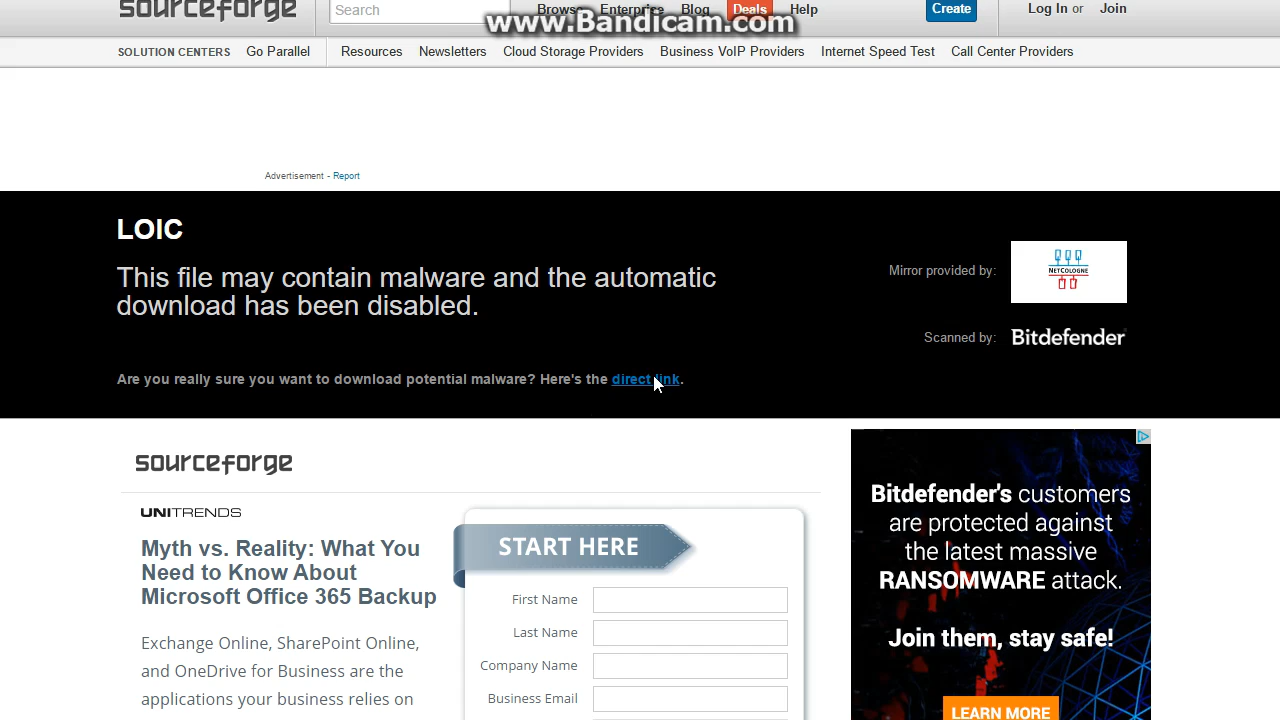 sourceforge
Search
Browse Enterprise Blog Deals Help
Create
Log In or Join
www.Bandicam.com
SOLUTION CENTERS Go Parallel Resources Newsletters Cloud Storage Providers Business VoIP Providers Internet Speed Test Call Center Providers
Advertisement - Report
LOIC
This file may contain malware and the automatic
download has been disabled.
Are you really sure you want to download potential malware? Here's the direct link.
Mirror provided by:
NETCOLOGNE
Scanned by: Bitdefender
sourceforge
UNITRENDS
Myth vs. Reality: What You
Need to Know About
Microsoft Office 365 Backup
Exchange Online, SharePoint Online,
and OneDrive for Business are the
applications your business relies on
START HERE
First Name
Last Name
Company Name
Business Email
Bitdefender's customers
are protected against
the latest massive
RANSOMWARE attack.
Join them, stay safe!
LEARN MORE